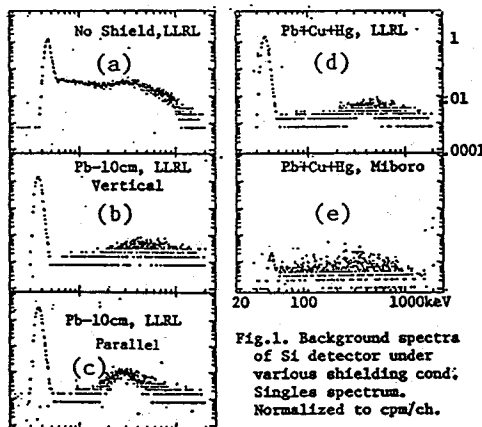 No Shield,LLRL
(a)
Pb-10cm, LLRL
Vertical
(b)
Pb-10cm, LLRL
Parallel
(c)
Pb+Cu+Hg, LLRL
(d)
1
.01
.0001
Pb+Cu+Hg, Miboro
(e)
20 100 1000keV
Fig.1. Background spectra
of Si detector under
various shielding cond;
Singles spectrum.
Normalized to cpm/ch.